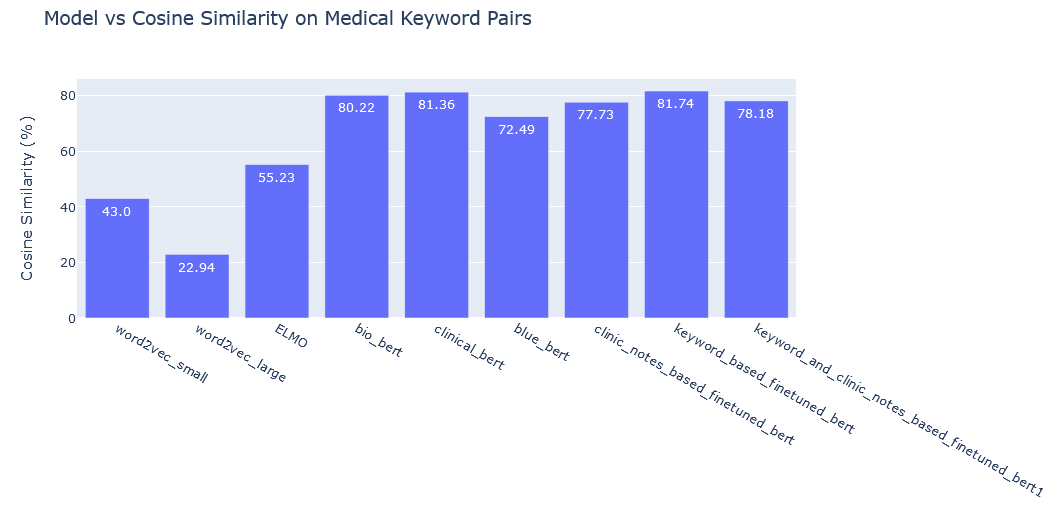 Model vs Cosine Similarity on Medical Keyword Pairs
Cosine Similarity (%)
80
60
40
20
0
43.0
22.94
55.23
80.22
81.36
72.49
77.73
81.74
78.18
word2vec_small
word2vec_large
ELMO
bio_bert
clinical_bert
blue_bert
clinic_notes_based_finetuned_bert
keyword_based_finetuned_bert
keyword_and_clinic_notes_based_finetuned_bert1